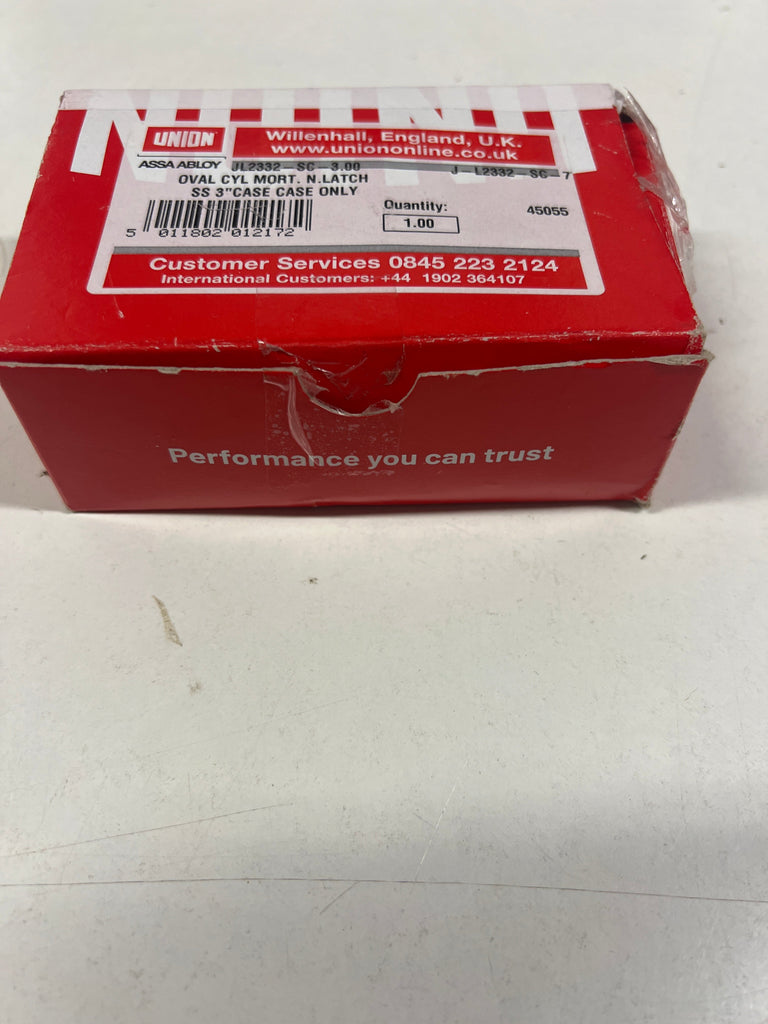 UNION
Willenhall, England, U.K.
www.uniononline.co.uk
ASSA ABLOY JL2332-SC-3.00 J-L2332-SC-7
OVAL CYL MORT. N.LATCH
SS 3"CASE CASE ONLY
Quantity:
1.00
45055
5 011802 012172
Customer Services 0845 223 2124
International Customers: +44 1902 364107
Performance you can trust